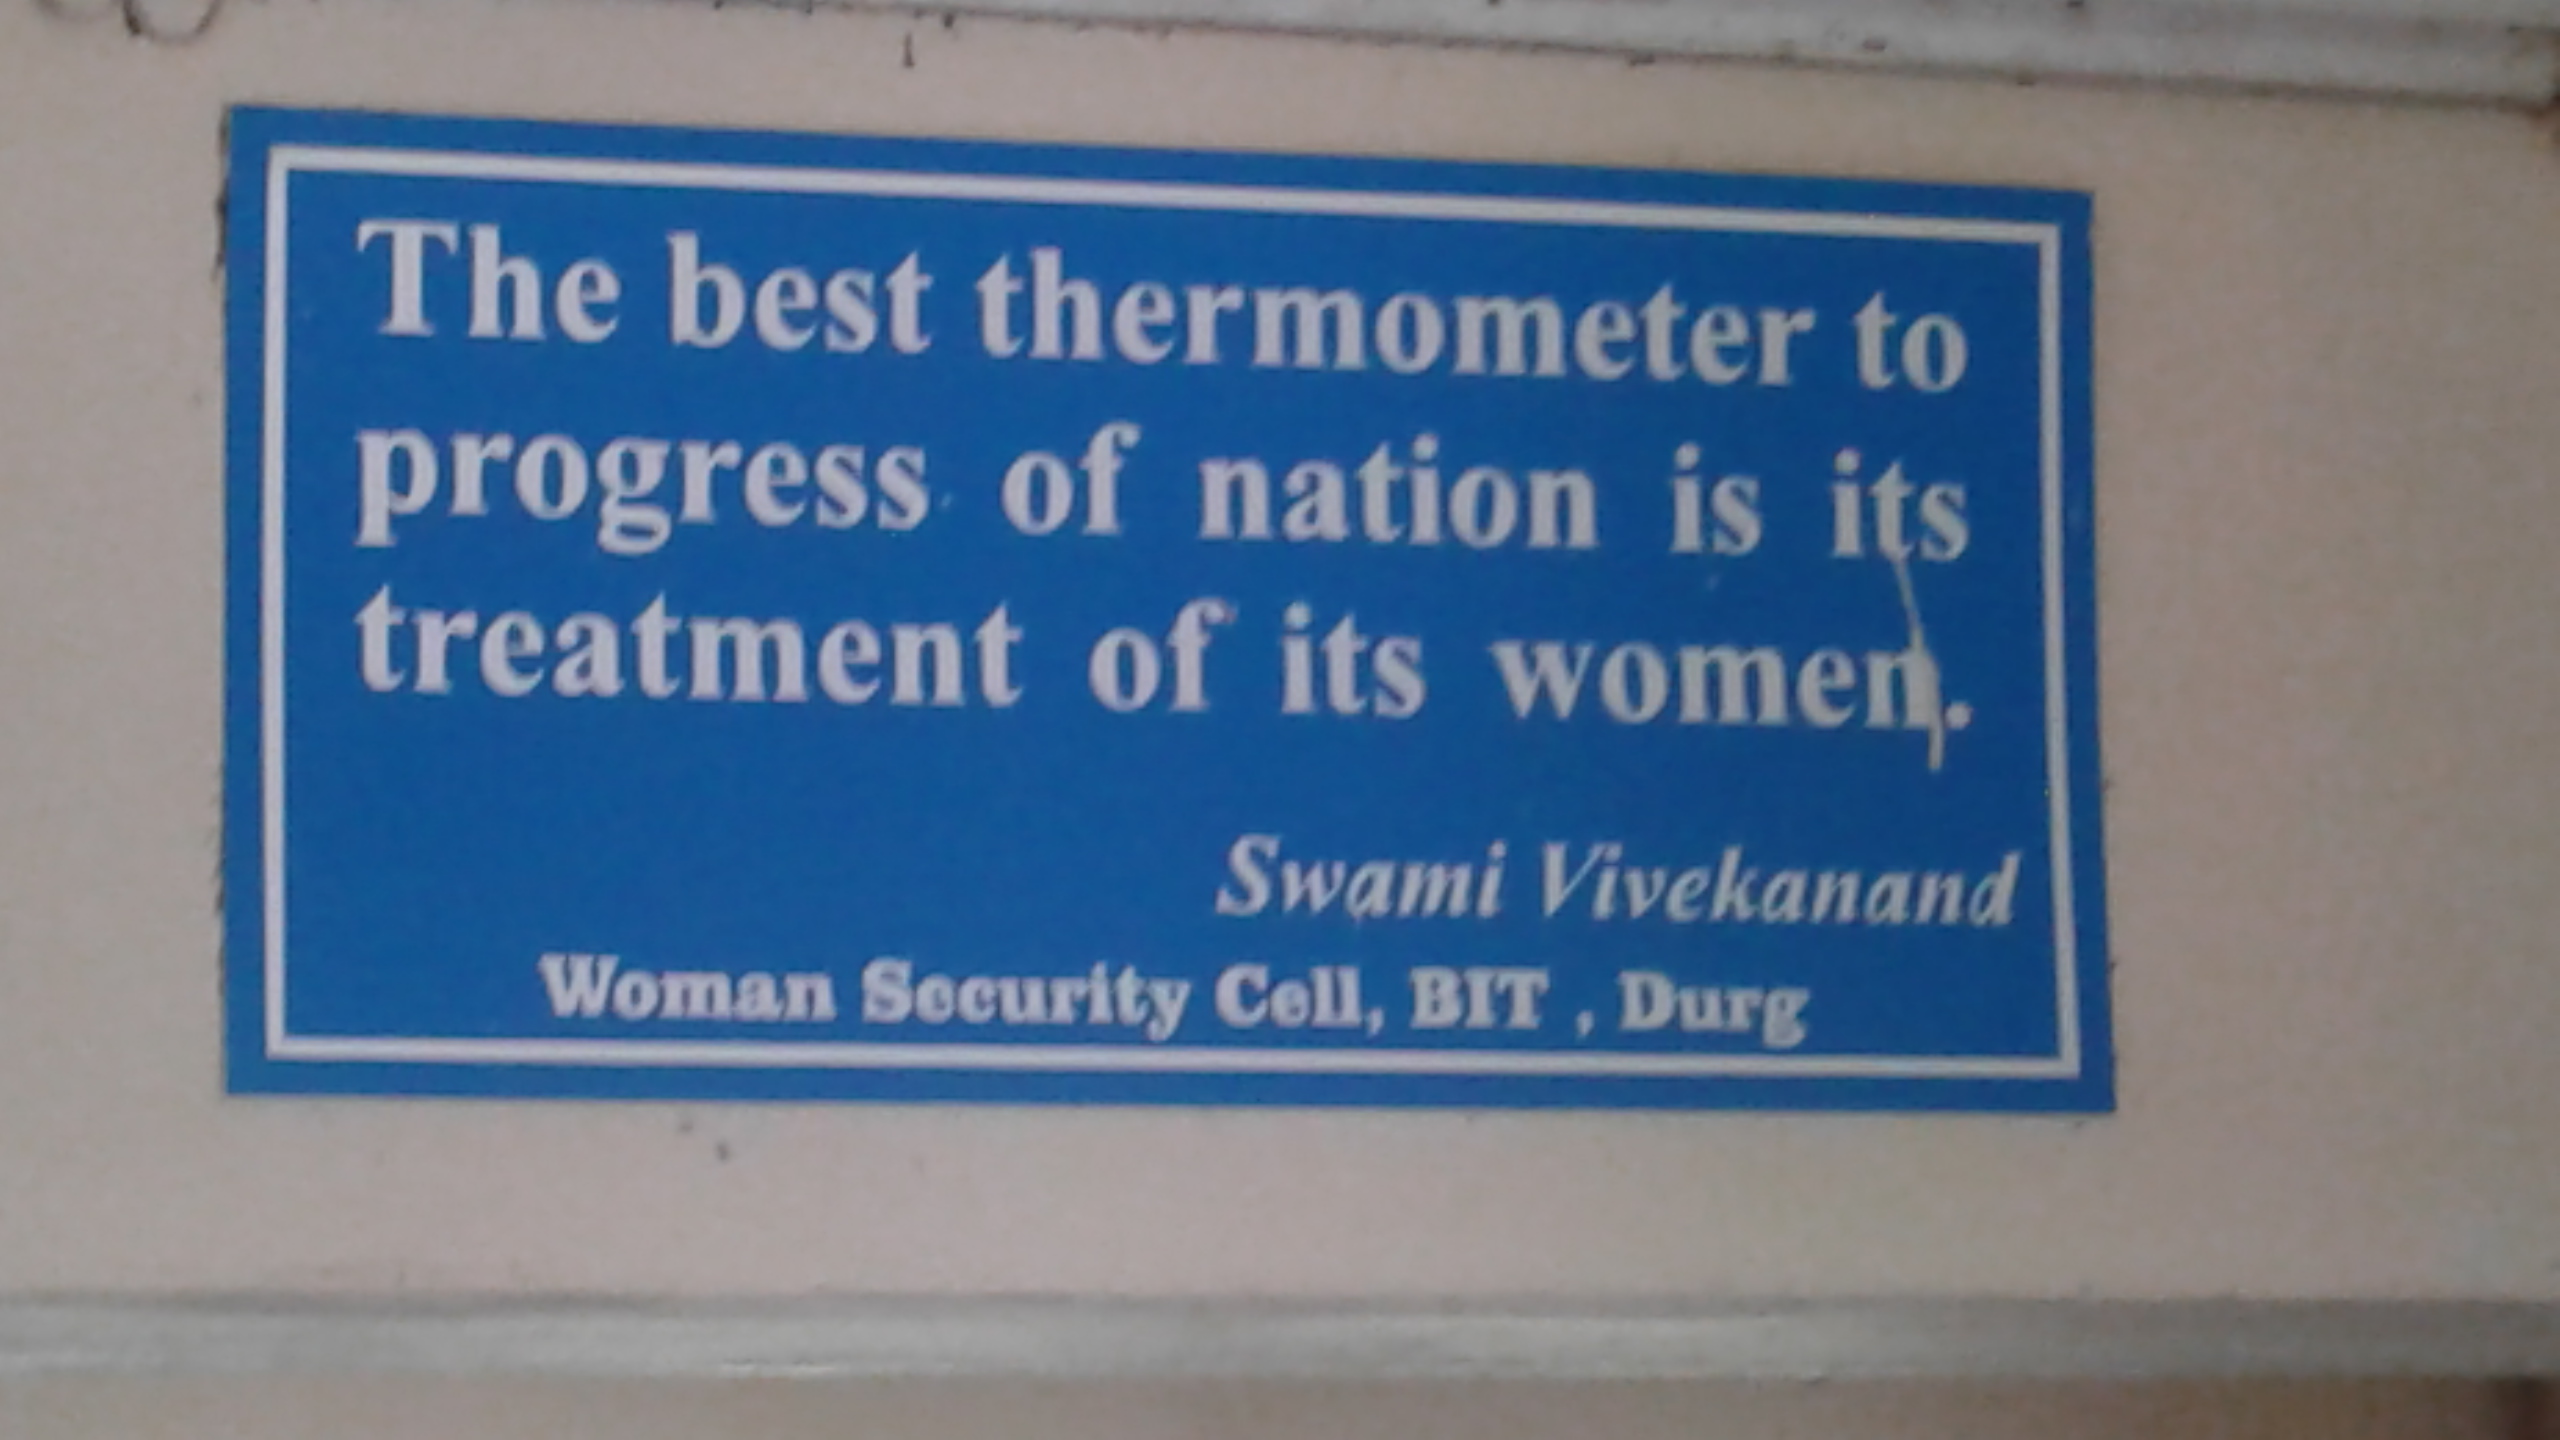 The best thermometer to
progress of nation is its
treatment of its women.
Swami Vivekanand
Woman Security Cell, BIT , Durg